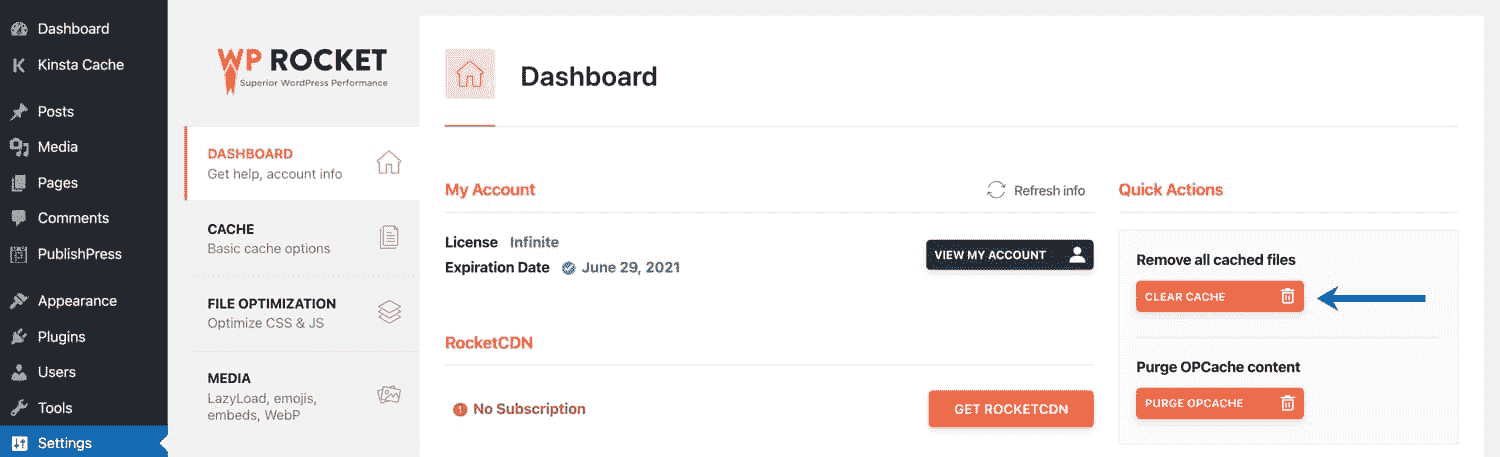 Dashboard
Kinsta Cache
Posts
Media
Pages
Comments
PublishPress
Appearance
Plugins
Users
Tools
Settings
WP ROCKET
Superior WordPress Performance
DASHBOARD
Get help, account info
CACHE
Basic cache options
FILE OPTIMIZATION
Optimize CSS & JS
MEDIA
LazyLoad, emojis,
embeds, WebP
Dashboard
My Account
Refresh info
License Infinite
Expiration Date June 29, 2021
VIEW MY ACCOUNT
RocketCDN
No Subscription
GET ROCKETCDN
Quick Actions
Remove all cached files
CLEAR CACHE
Purge OPCache content
PURGE OPCACHE